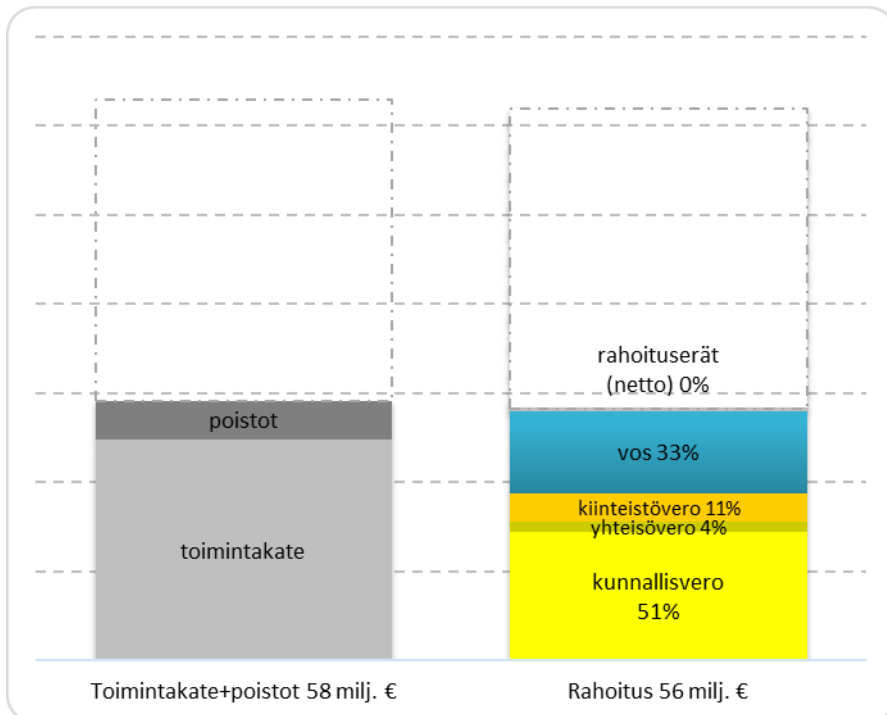 rahoituserät
(netto) 0%
poistot
vos 33%
kiinteistövero 11%
yhteisövero 4%
toimintakate
kunnallisvero
51%
Toimintakate+poistot 58 milj. €
Rahoitus 56 milj. €